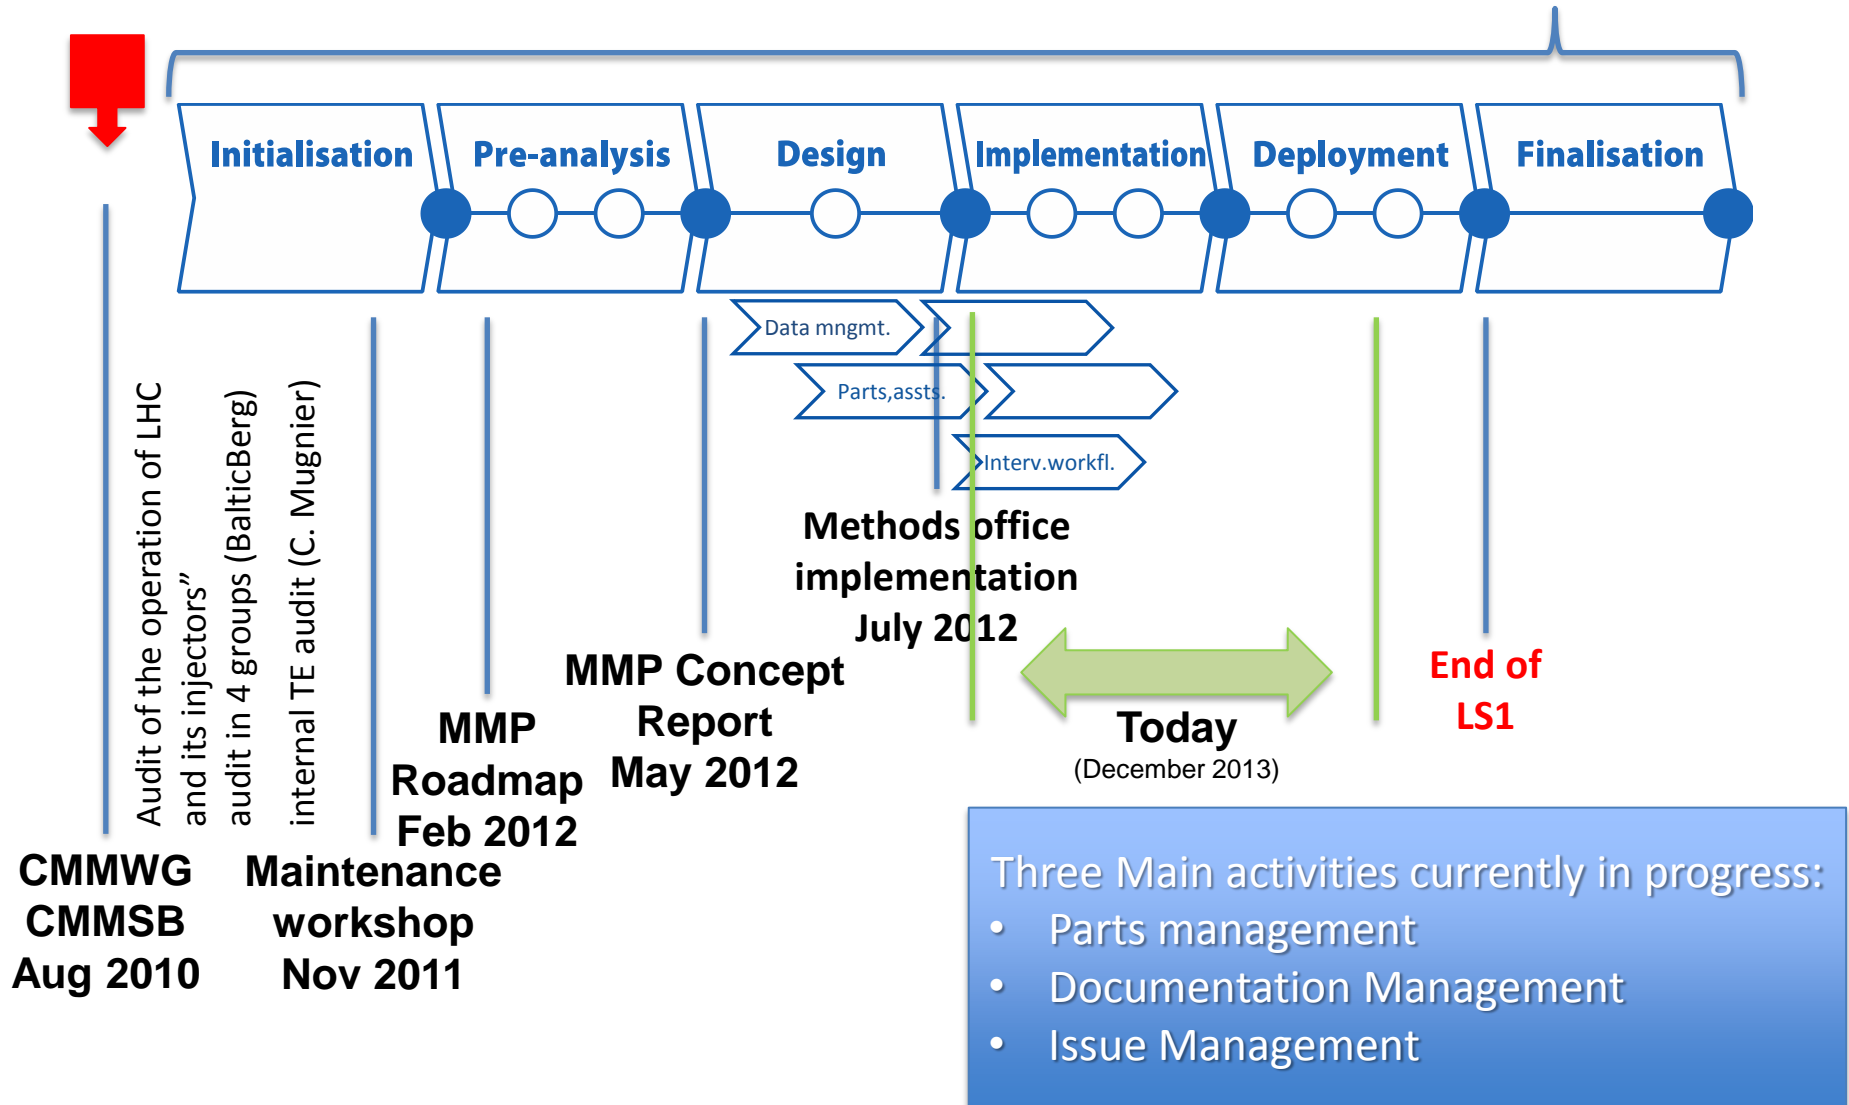 Initialisation
Pre-analysis
Design
Implementation
Deployment
Finalisation
Data mngmt.
Parts,assts.
Interv.workfl.
Audit of the operation of LHC
and its injectors”
audit in 4 groups (BalticBerg)
internal TE audit (C. Mugnier)
CMMWG
CMMSB
Aug 2010
Maintenance
workshop
Nov 2011
MMP
Roadmap
Feb 2012
MMP Concept
Report
May 2012
Methods office
implementation
July 2012
Today
(December 2013)
End of
LS1
Three Main activities currently in progress:
• Parts management
• Documentation Management
• Issue Management